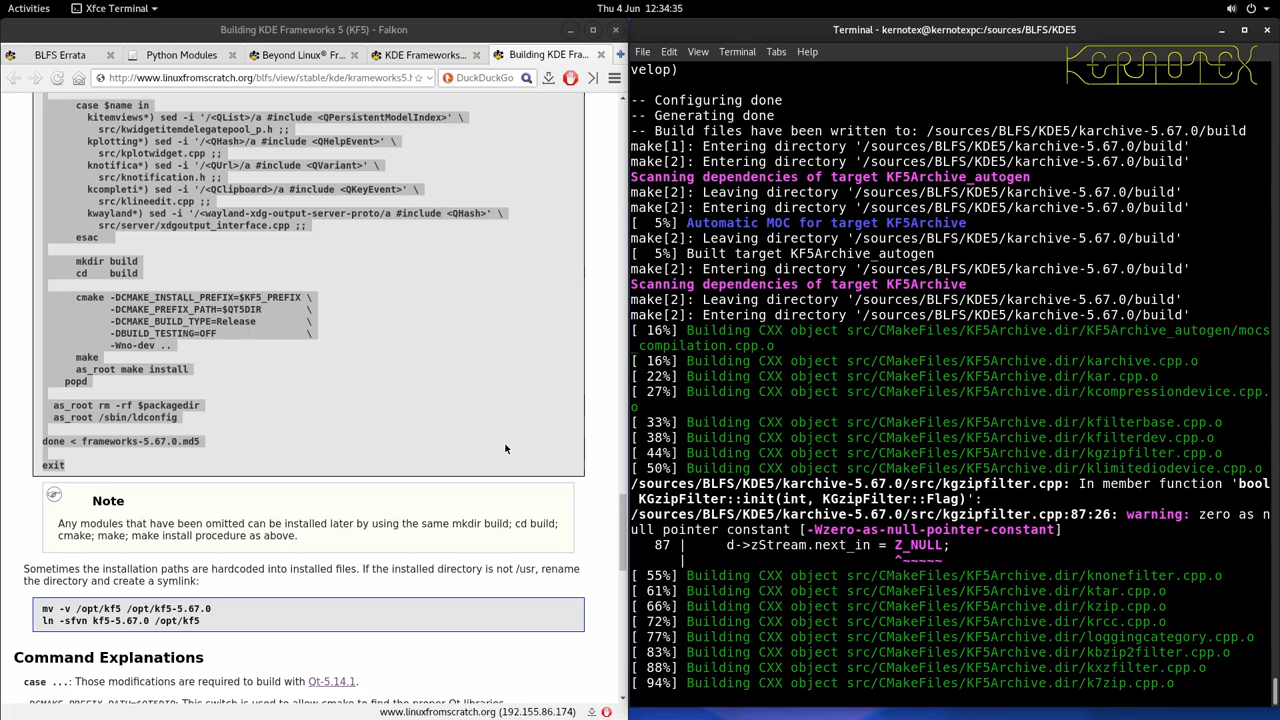 Activities
Xfce Terminal
Thu 4 Jun 12:34:35
Building KDE Frameworks 5 (KF5) - Falkon
BLFS Errata
Python Modules
Beyond Linux® Fr...
KDE Frameworks...
Building KDE Fra...
http://www.linuxfromscratch.org/blfs/view/stable/kde/krameworks5.h
DuckDuckGo
case $name in
kitemviews*) sed -i '/<QList>/a #include <QPersistentModelIndex>' \
src/kwidgetitemdelegatepool_p.h ;;
kplotting*) sed -i '/<QHash>/a #include <QHelpEvent>' \
src/kplotwidget.cpp ;;
knotifica*) sed -i '/<QUrl>/a #include <QVariant>' \
src/knotification.h ;;
kcompleti*) sed -i '/<QClipboard>/a #include <QKeyEvent>' \
src/klineedit.cpp ;;
kwayland*) sed -i '/<wayland-xdg-output-server-proto/a #include <QHash>' \
src/server/xdgoutput_interface.cpp ;;
esac
mkdir build
cd    build
cmake -DCMAKE_INSTALL_PREFIX=$KF5_PREFIX \
-DCMAKE_PREFIX_PATH=$QT5DIR        \
-DCMAKE_BUILD_TYPE=Release         \
-DBUILD_TESTING=OFF                \
-Wno-dev ..
make
as_root make install
popd
as_root rm -rf $packagedir
as_root /sbin/ldconfig
done < frameworks-5.67.0.md5
exit
Note
Any modules that have been omitted can be installed later by using the same mkdir build; cd build;
cmake; make; make install procedure as above.
Sometimes the installation paths are hardcoded into installed files. If the installed directory is not /usr, rename
the directory and create a symlink:
mv -v /opt/kf5 /opt/kf5-5.67.0
ln -sfvn kf5-5.67.0 /opt/kf5
Command Explanations
case ...: Those modifications are required to build with Qt-5.14.1.
www.linuxfromscratch.org (192.155.86.174)
Terminal - kernotex@kernotexpc:/sources/BLFS/KDE5
File Edit View Terminal Tabs Help
KERNOTEX
velop)
-- Configuring done
-- Generating done
-- Build files have been written to: /sources/BLFS/KDE5/karchive-5.67.0/build
make[1]: Entering directory '/sources/BLFS/KDE5/karchive-5.67.0/build'
make[2]: Entering directory '/sources/BLFS/KDE5/karchive-5.67.0/build'
Scanning dependencies of target KF5Archive_autogen
make[2]: Leaving directory '/sources/BLFS/KDE5/karchive-5.67.0/build'
make[2]: Entering directory '/sources/BLFS/KDE5/karchive-5.67.0/build'
[  5%] Automatic MOC for target KF5Archive
make[2]: Leaving directory '/sources/BLFS/KDE5/karchive-5.67.0/build'
[  5%] Built target KF5Archive_autogen
make[2]: Entering directory '/sources/BLFS/KDE5/karchive-5.67.0/build'
Scanning dependencies of target KF5Archive
make[2]: Leaving directory '/sources/BLFS/KDE5/karchive-5.67.0/build'
make[2]: Entering directory '/sources/BLFS/KDE5/karchive-5.67.0/build'
[ 16%] Building CXX object src/CMakeFiles/KF5Archive.dir/KF5Archive_autogen/mocs
_compilation.cpp.o
[ 16%] Building CXX object src/CMakeFiles/KF5Archive.dir/karchive.cpp.o
[ 22%] Building CXX object src/CMakeFiles/KF5Archive.dir/kar.cpp.o
[ 27%] Building CXX object src/CMakeFiles/KF5Archive.dir/kcompressiondevice.cpp.
o
[ 33%] Building CXX object src/CMakeFiles/KF5Archive.dir/kfilterbase.cpp.o
[ 38%] Building CXX object src/CMakeFiles/KF5Archive.dir/kfilterdev.cpp.o
[ 44%] Building CXX object src/CMakeFiles/KF5Archive.dir/kgzipfilter.cpp.o
[ 50%] Building CXX object src/CMakeFiles/KF5Archive.dir/klimitediodevice.cpp.o
/sources/BLFS/KDE5/karchive-5.67.0/src/kgzipfilter.cpp: In member function 'bool
KGzipFilter::init(int, KGzipFilter::Flag)':
/sources/BLFS/KDE5/karchive-5.67.0/src/kgzipfilter.cpp:87:26: warning: zero as n
ull pointer constant [-Wzero-as-null-pointer-constant]
87 |     d->zStream.next_in = Z_NULL;
|                          ^~~~~~
[ 55%] Building CXX object src/CMakeFiles/KF5Archive.dir/knonefilter.cpp.o
[ 61%] Building CXX object src/CMakeFiles/KF5Archive.dir/ktar.cpp.o
[ 66%] Building CXX object src/CMakeFiles/KF5Archive.dir/kzip.cpp.o
[ 72%] Building CXX object src/CMakeFiles/KF5Archive.dir/krcc.cpp.o
[ 77%] Building CXX object src/CMakeFiles/KF5Archive.dir/loggingcategory.cpp.o
[ 83%] Building CXX object src/CMakeFiles/KF5Archive.dir/kbzip2filter.cpp.o
[ 88%] Building CXX object src/CMakeFiles/KF5Archive.dir/kxzfilter.cpp.o
[ 94%] Building CXX object src/CMakeFiles/KF5Archive.dir/k7zip.cpp.o